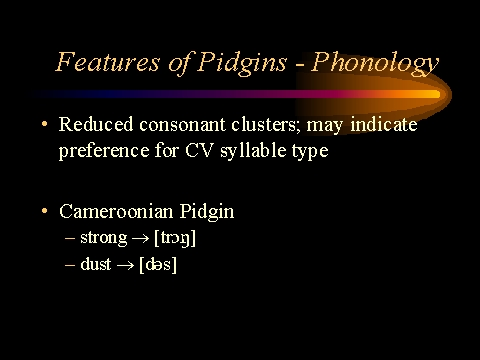 Features of Pidgins - Phonology
• Reduced consonant clusters; may indicate
preference for CV syllable type
• Cameroonian Pidgin
– strong → [trɔŋ]
– dust → [dəs]